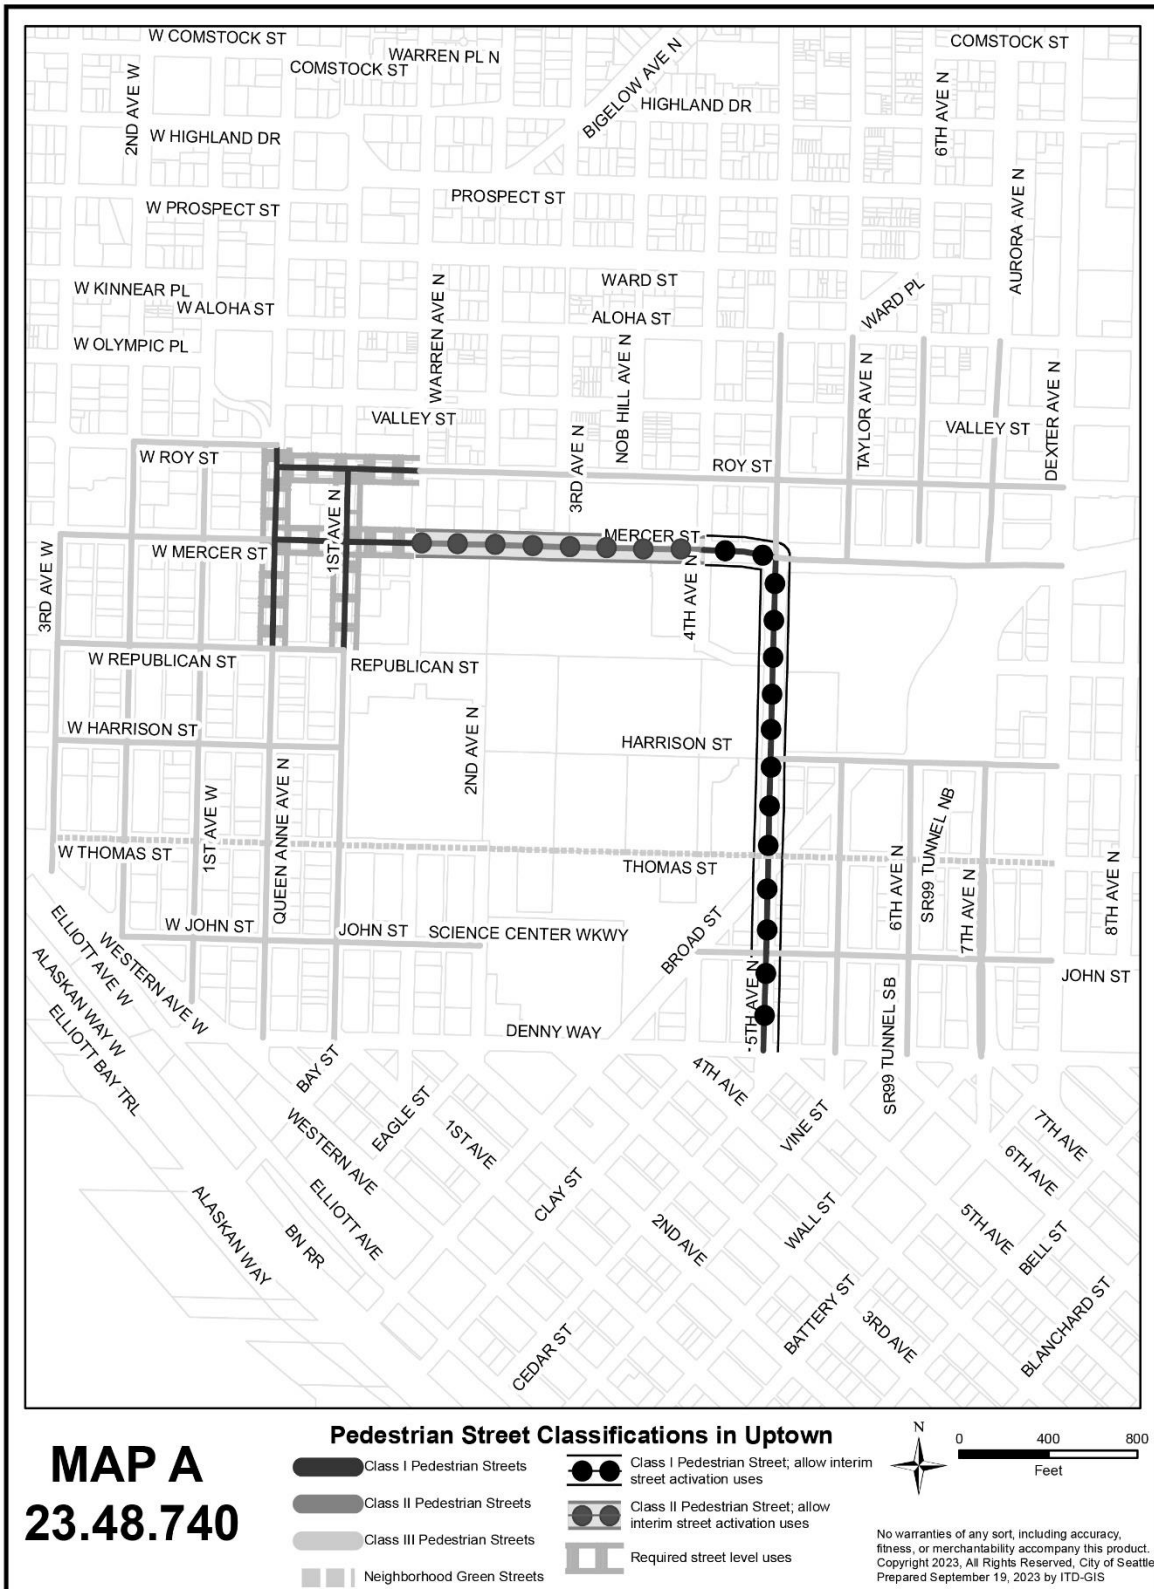 W COMSTOCK ST
WARREN PL N
COMSTOCK ST
COMSTOCK ST
2ND AVE W
BIGELOW AVE N
HIGHLAND DR
6TH AVE N
W HIGHLAND DR
AURORA AVE N
PROSPECT ST
W PROSPECT ST
WARD ST
W KINNEAR PL
W ALOHA ST
WARREN AVE N
ALOHA ST
WARD PL
W OLYMPIC PL
NOB HILL AVE N
TAYLOR AVE N
DEXTER AVE N
VALLEY ST
VALLEY ST
3RD AVE N
W ROY ST
ROY ST
1ST AVE N
MERCER ST
W MERCER ST
3RD AVE W
4TH AVE N
W REPUBLICAN ST
REPUBLICAN ST
W HARRISON ST
2ND AVE N
HARRISON ST
1ST AVE W
QUEEN ANNE AVE N
SR99 TUNNEL NB
W THOMAS ST
THOMAS ST
6TH AVE N
7TH AVE N
8TH AVE N
W JOHN ST
JOHN ST
SCIENCE CENTER WKWY
BROAD ST
ELLIOTT AVE W
WESTERN AVE W
ALASKAN WAY W
ELLIOTT BAY TRL
5TH AVE N
JOHN ST
DENNY WAY
SR99 TUNNEL SB
BAY ST
4TH AVE
EAGLE ST
VINE ST
WESTERN AVE
1ST AVE
7TH AVE
6TH AVE
CLAY ST
ELLIOTT AVE
ALASKAN WAY
BN RR
2ND AVE
WALL ST
5TH AVE
BELL ST
BATTERY ST
3RD AVE
BLANCHARD ST
CEDAR ST
MAP A
23.48.740
Pedestrian Street Classifications in Uptown
Class I Pedestrian Streets
Class II Pedestrian Streets
Class III Pedestrian Streets
Neighborhood Green Streets
Class I Pedestrian Street; allow interim
street activation uses
Class II Pedestrian Street; allow
interim street activation uses
Required street level uses
N
0 400 800
Feet
No warranties of any sort, including accuracy,
fitness, or merchantability accompany this product.
Copyright 2023, All Rights Reserved, City of Seattle
Prepared September 19, 2023 by ITD-GIS